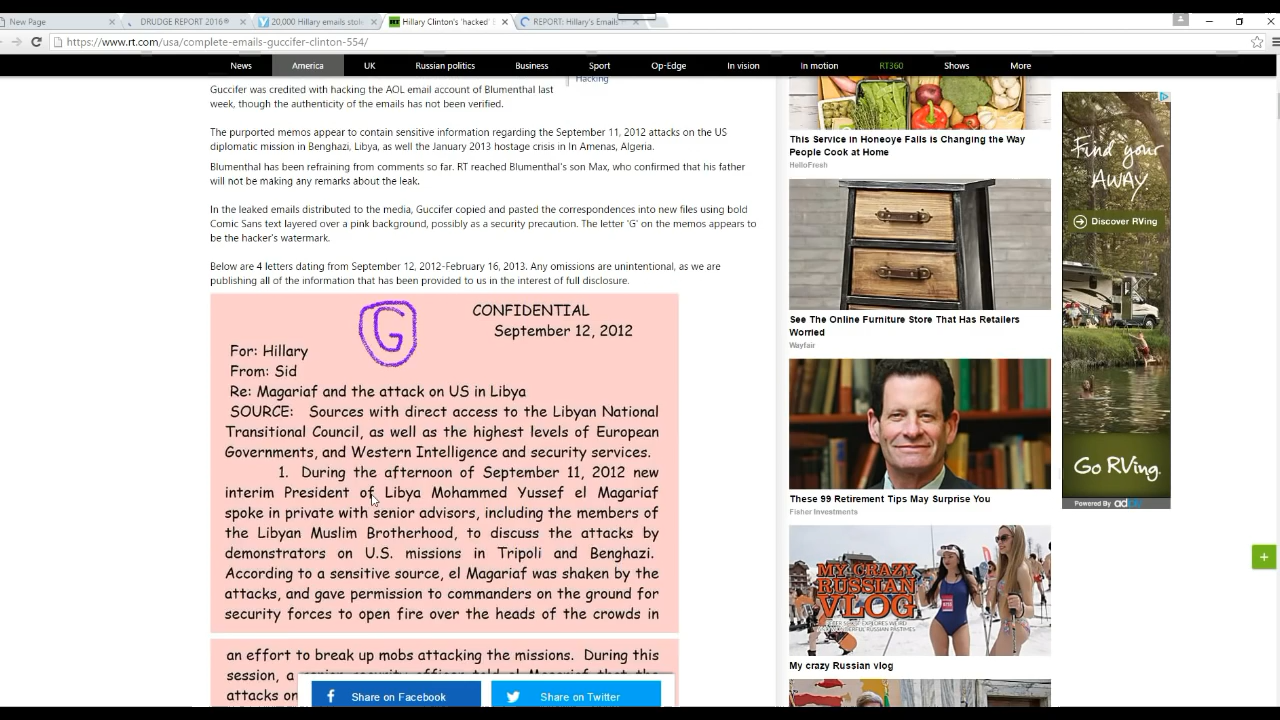 New Page
DRUDGE REPORT 2016®
20,000 Hillary emails stol
Hillary Clinton's 'hacked' E
REPORT: Hillary's Emails
https://www.rt.com/usa/complete-emails-guccifer-clinton-554/
News America UK Russian politics Business Sport Op-Edge In vision In motion RT360 Shows More
Hacking
Guccifer was credited with hacking the AOL email account of Blumenthal last
week, though the authenticity of the emails has not been verified.
The purported memos appear to contain sensitive information regarding the September 11, 2012 attacks on the US
diplomatic mission in Benghazi, Libya, as well the January 2013 hostage crisis in In Amenas, Algeria.
Blumenthal has been refraining from comments so far. RT reached Blumenthal's son Max, who confirmed that his father
will not be making any remarks about the leak.
In the leaked emails distributed to the media, Guccifer copied and pasted the correspondences into new files using bold
Comic Sans text layered over a pink background, possibly as a security precaution. The letter 'G' on the memos appears to
be the hacker's watermark.
Below are 4 letters dating from September 12, 2012-February 16, 2013. Any omissions are unintentional, as we are
publishing all of the information that has been provided to us in the interest of full disclosure.
G
CONFIDENTIAL
September 12, 2012
For: Hillary
From: Sid
Re: Magariaf and the attack on US in Libya
SOURCE: Sources with direct access to the Libyan National
Transitional Council, as well as the highest levels of European
Governments, and Western Intelligence and security services.
1. During the afternoon of September 11, 2012 new
interim President of Libya Mohammed Yussef el Magariaf
spoke in private with senior advisors, including the members of
the Libyan Muslim Brotherhood, to discuss the attacks by
demonstrators on U.S. missions in Tripoli and Benghazi.
According to a sensitive source, el Magariaf was shaken by the
attacks, and gave permission to commanders on the ground for
security forces to open fire over the heads of the crowds in
an effort to break up mobs attacking the missions. During this
session, a
attacks on
Share on Facebook
Share on Twitter
This Service in Honeoye Falls is Changing the Way
People Cook at Home
HelloFresh
See The Online Furniture Store That Has Retailers
Worried
Wayfair
These 99 Retirement Tips May Surprise You
Fisher Investments
MY CRAZY
RUSSIAN
VLOG
My crazy Russian vlog
Find your
AWAY.
Discover RVing
Go RVing.
Powered By